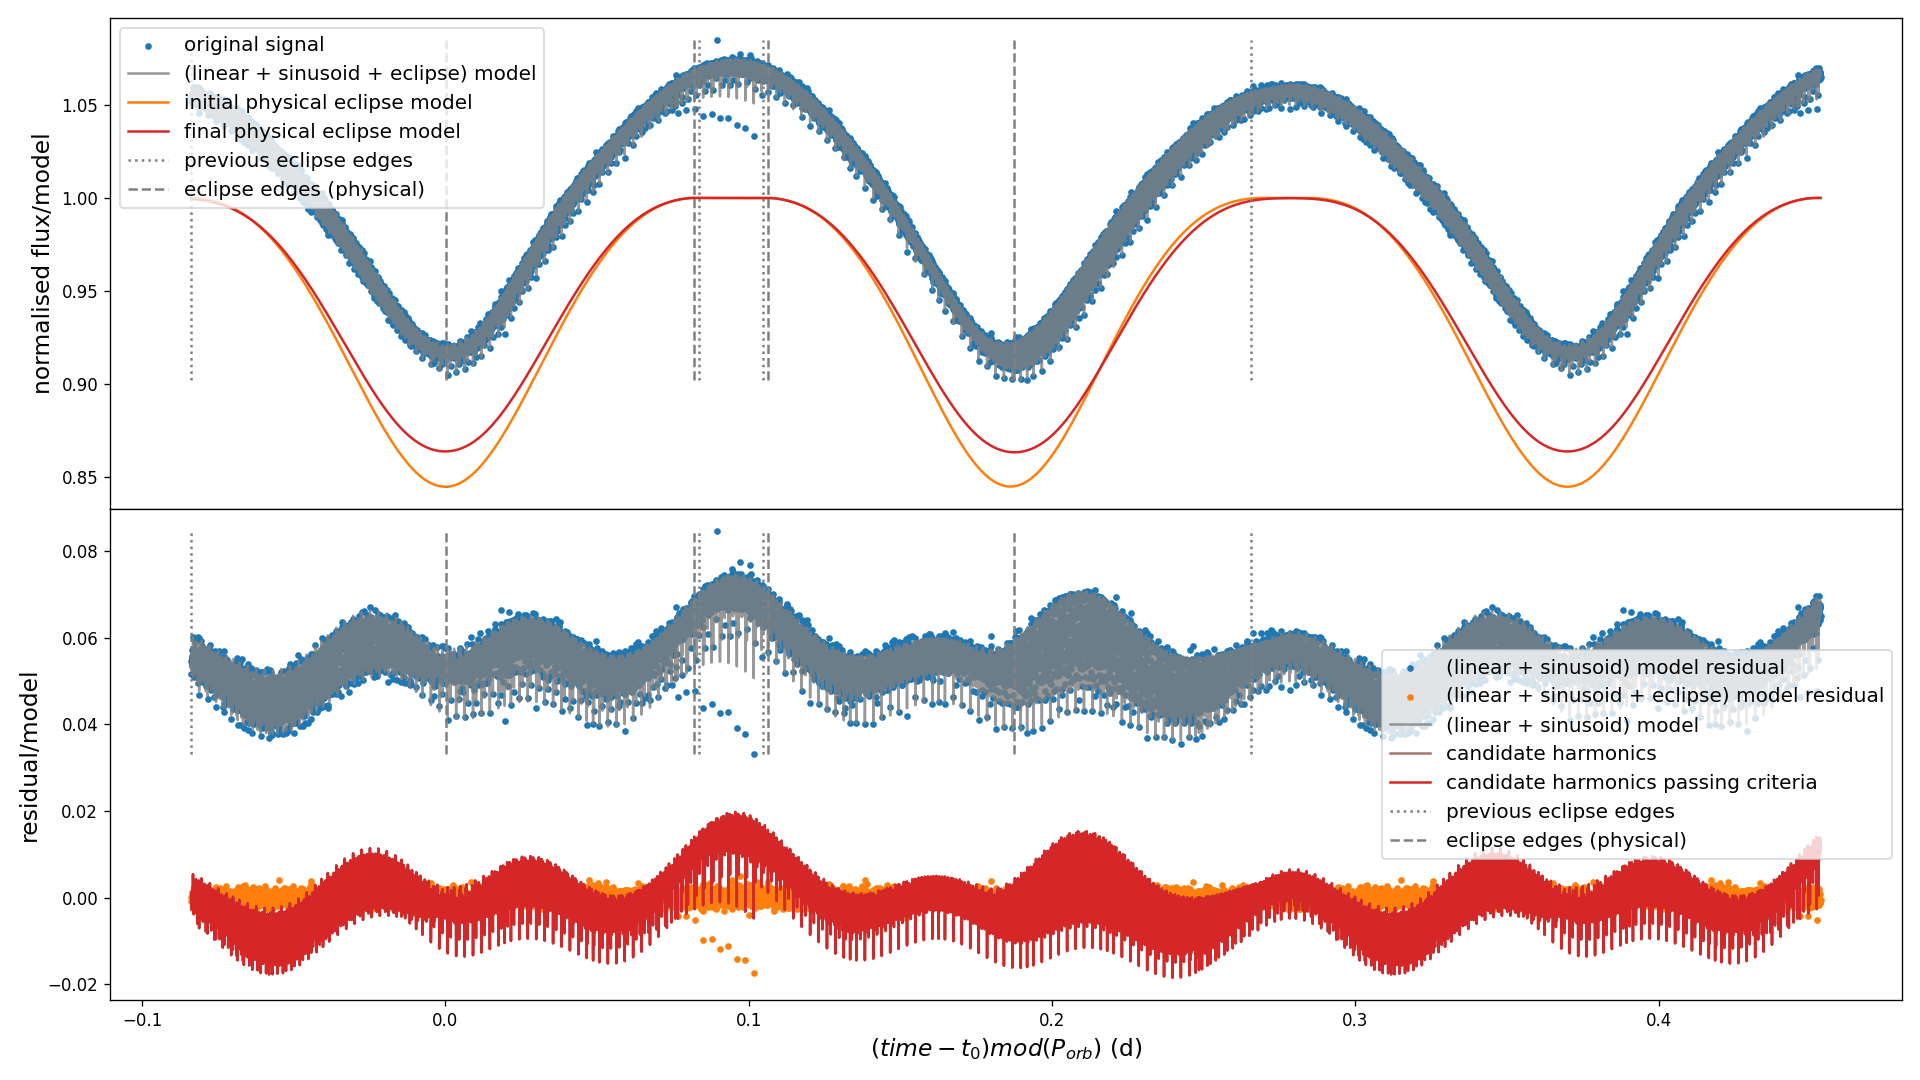 original signal
(linear + sinusoid + eclipse) model
initial physical eclipse model
final physical eclipse model
previous eclipse edges
eclipse edges (physical)
normalised flux/model
1.05
1.00
0.95
0.90
0.85
(linear + sinusoid) model residual
(linear + sinusoid + eclipse) model residual
(linear + sinusoid) model
candidate harmonics
candidate harmonics passing criteria
previous eclipse edges
eclipse edges (physical)
residual/model
0.08
0.06
0.04
0.02
0.00
−0.02
−0.1 0.0 0.1 0.2 0.3 0.4
(time − t₀)mod(P_orb) (d)